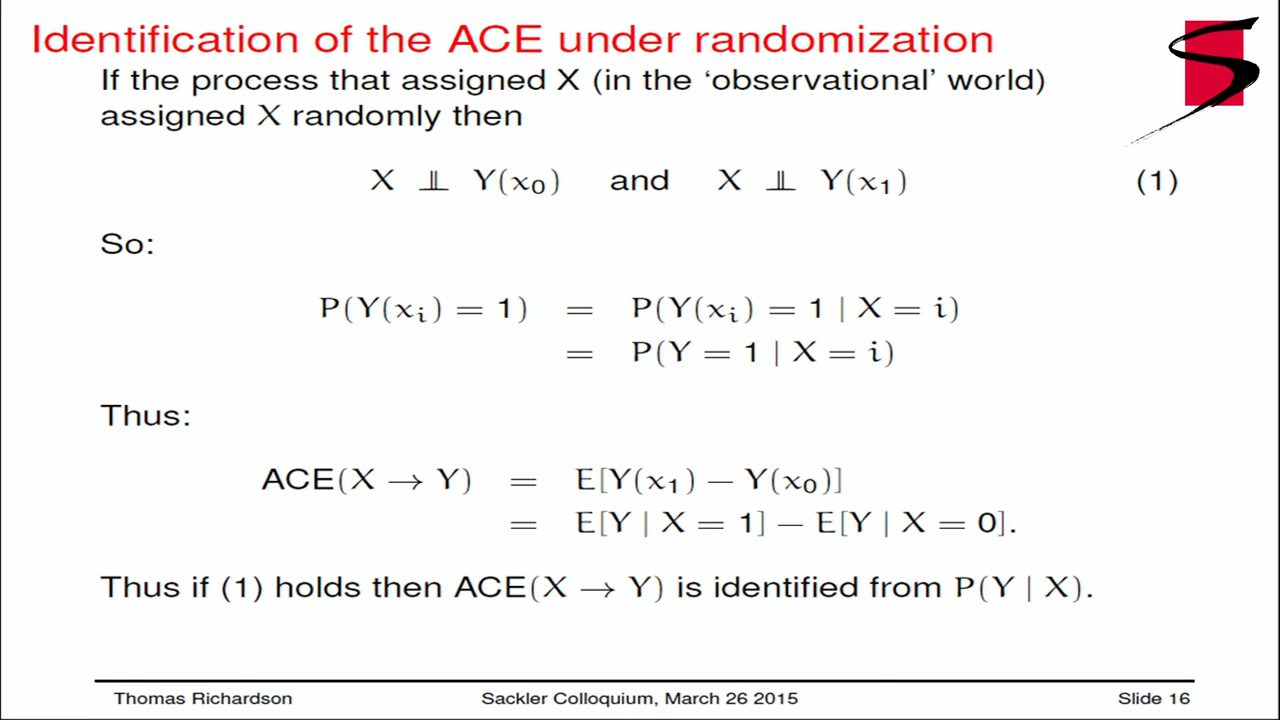 Identification of the ACE under randomization
If the process that assigned X (in the ‘observational’ world)
assigned X randomly then
X ⫫ Y(x₀) and X ⫫ Y(x₁) (1)
So:
P(Y(xᵢ) = 1) = P(Y(xᵢ) = 1 | X = i)
= P(Y = 1 | X = i)
Thus:
ACE(X → Y) = E[Y(x₁) − Y(x₀)]
= E[Y | X = 1] − E[Y | X = 0].
Thus if (1) holds then ACE(X → Y) is identified from P(Y | X).
Thomas Richardson Sackler Colloquium, March 26 2015 Slide 16